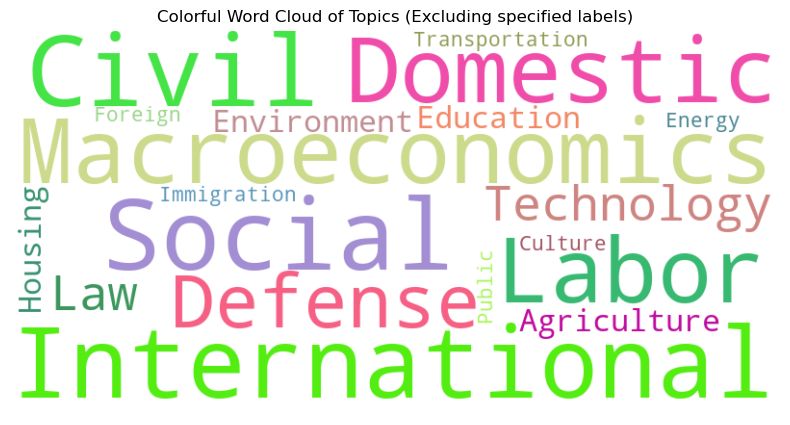 Colorful Word Cloud of Topics (Excluding specified labels)
Civil
Transportation
Domestic
Foreign
Environment
Education
Energy
Macroeconomics
Housing
Immigration
Social
Technology
Culture
Labor
Law
Defense
Public
Agriculture
International